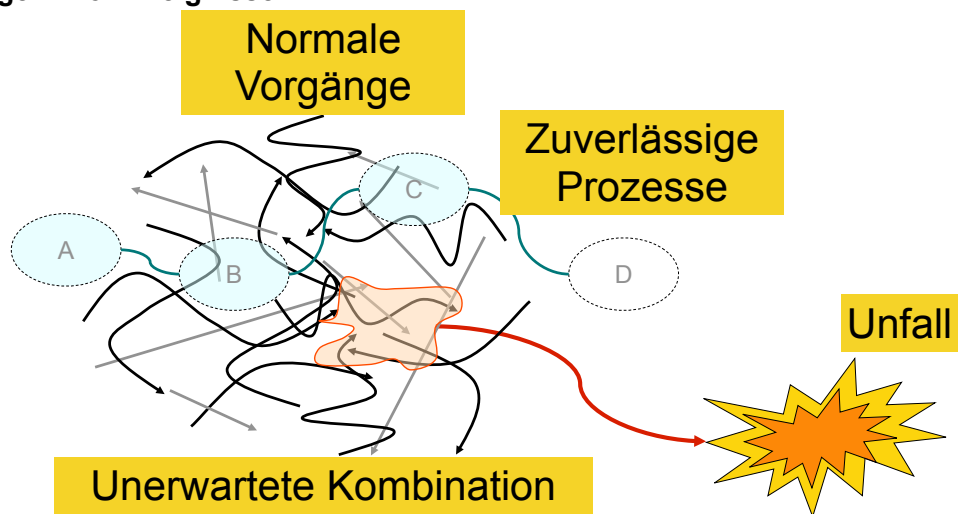 Normale
Vorgänge
Zuverlässige
Prozesse
C
A
B
D
Unfall
Unerwartete Kombination